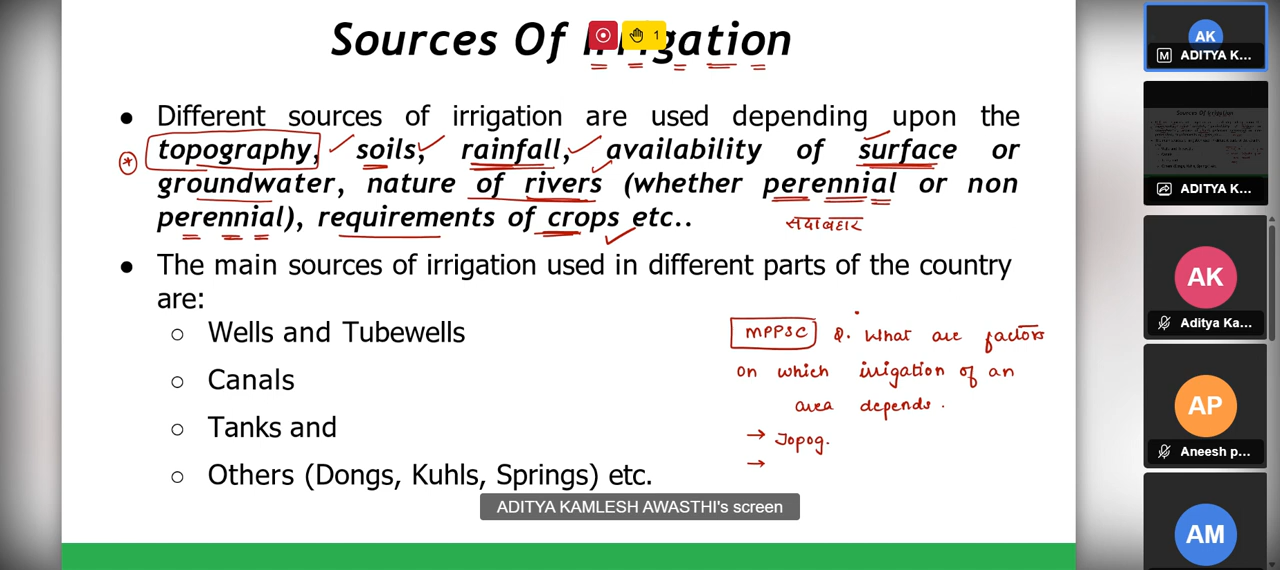 Sources Of Irrigation
1
● Different sources of irrigation are used depending upon the
topography, soils, rainfall, availability of surface or
groundwater, nature of rivers (whether perennial or non
perennial), requirements of crops etc..
सदाबहार
● The main sources of irrigation used in different parts of the country
are:
○ Wells and Tubewells
○ Canals
○ Tanks and
○ Others (Dongs, Kuhls, Springs) etc.
MPPSC Q. What are factors
on which irrigation of an
area depends.
→ Topog.
→
ADITYA KAMLESH AWASTHI's screen
AK
M ADITYA K...
ADITYA K...
AK
Aditya Ka...
AP
Aneesh p...
AM